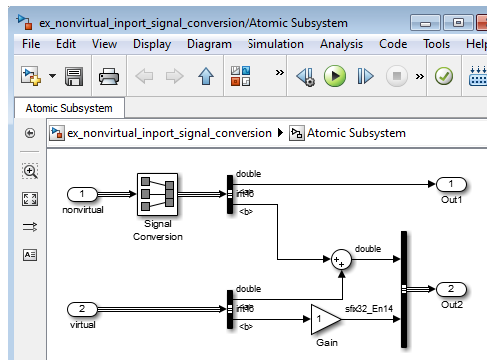 ex_nonvirtual_inport_signal_conversion/Atomic Subsystem
File Edit View Display Diagram Simulation Analysis Code Tools Help
Atomic Subsystem
ex_nonvirtual_inport_signal_conversion Atomic Subsystem
double
1
nonvirtual
<b>
Signal
Conversion
1
Out1
double
2
Out2
double
2
virtual
<b>
1
Gain
sfix32_En14